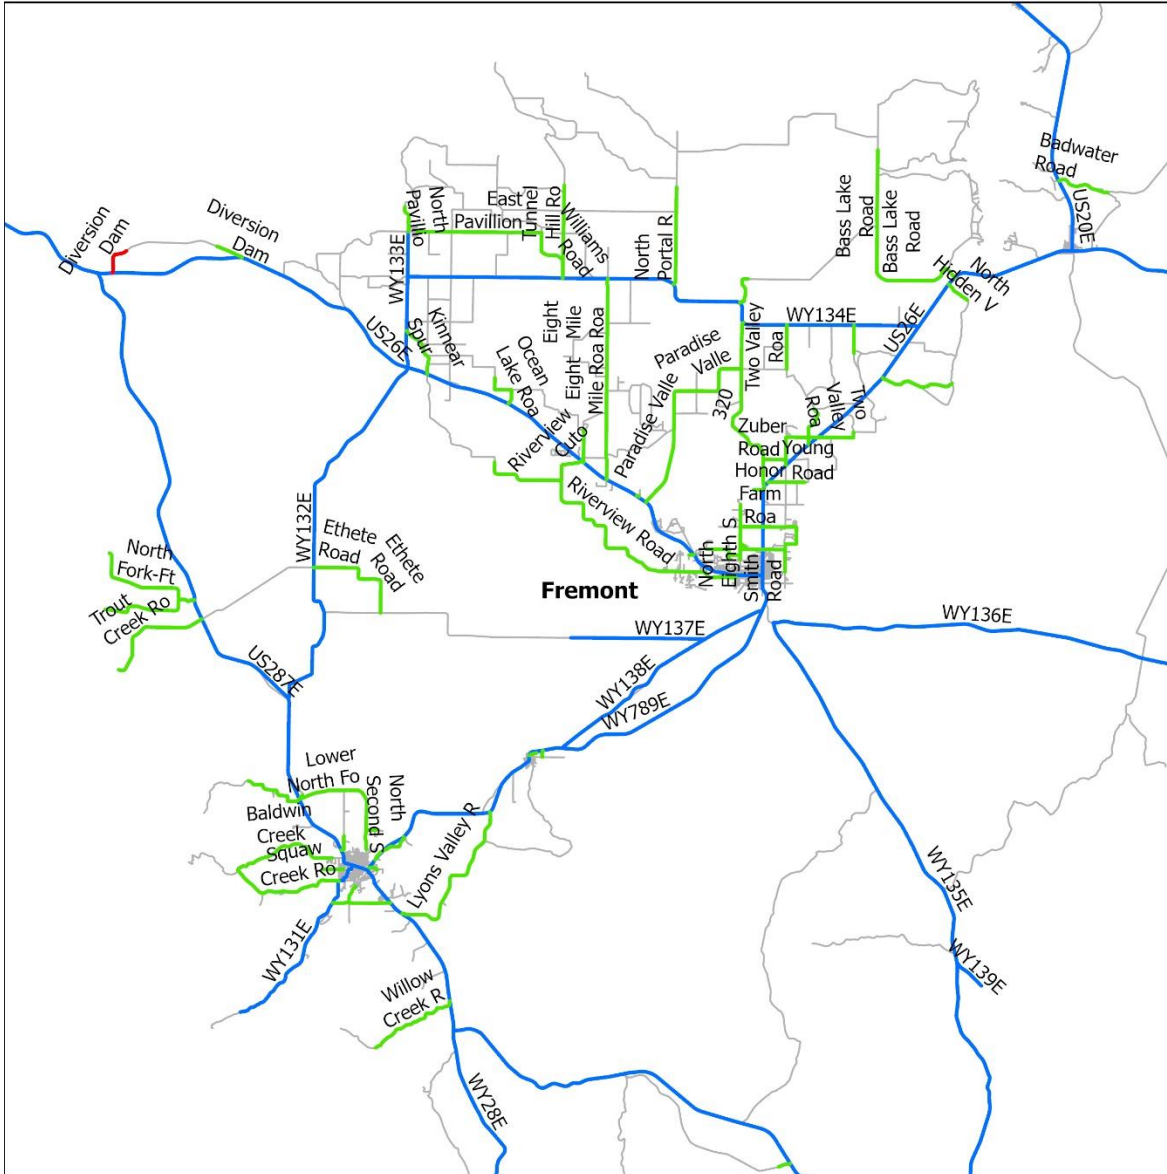 Badwater
Road
US20E
Diversion
Dam
Diversion
Dam
North
Pavillio
East
Pavillion
Tunnel
Hill Ro
Williams
Road
North
Portal R
Bass Lake
Road
Bass Lake
Road
North
Hidden V
WY133E
US26E
Kinnear
Spur
Ocean
Lake Roa
Eight
Mile
Eight
Mile Roa
Roa
Paradise
Valle
Paradise Valle
Two Valley
Roa
320
WY134E
US26E
Two
Valley
Roa
Zuber
Road
Young
Road
Honor
Farm
Roa
Riverview
Cuto
Riverview Road
North
Eighth S
Smith
Road
WY132E
Ethete
Road
Ethete
Road
North
Fork-Ft
Trout
Creek Ro
Fremont
US287E
WY137E
WY136E
WY138E
WY789E
Lower
North Fo
North
Second S
Baldwin
Creek
Squaw
Creek Ro
Lyons Valley R
WY131E
WY135E
WY139E
Willow
Creek R
WY28E